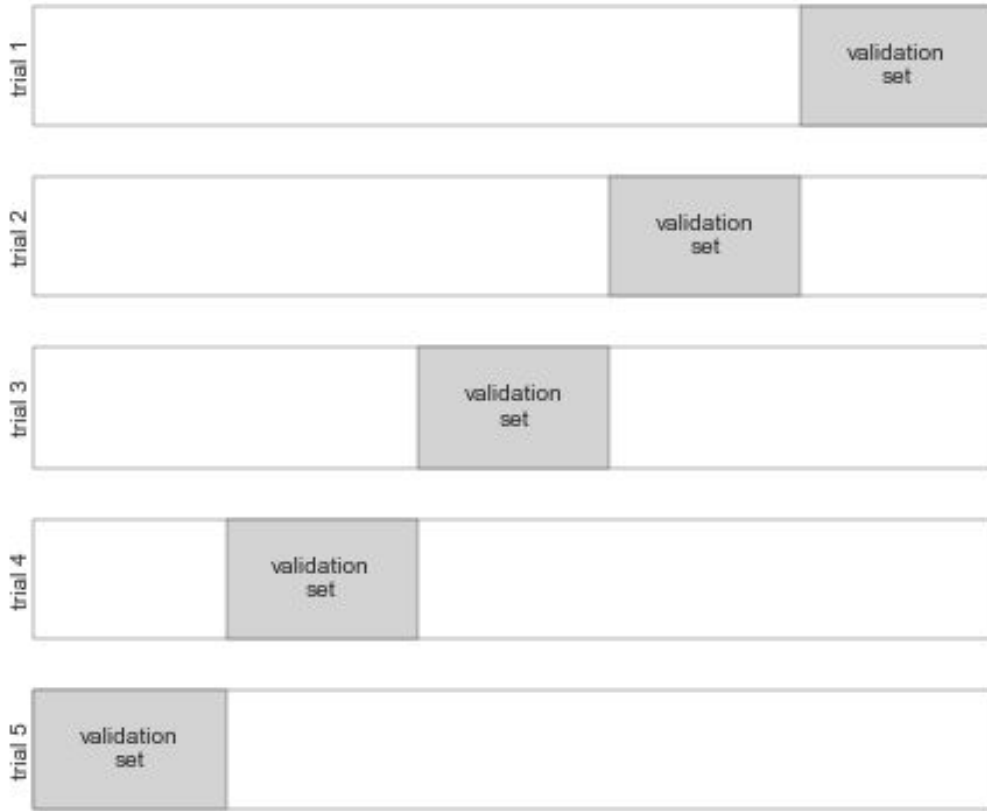 trial 1
validation
set
trial 2
validation
set
trial 3
validation
set
trial 4
validation
set
trial 5
validation
set